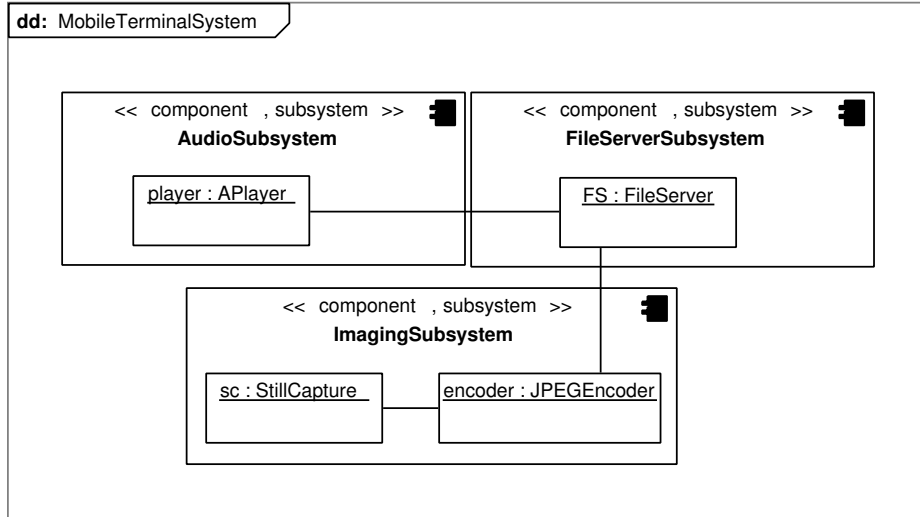 dd: MobileTerminalSystem
<< component , subsystem >>
AudioSubsystem
player : APlayer
<< component , subsystem >>
FileServerSubsystem
FS : FileServer
<< component , subsystem >>
ImagingSubsystem
sc : StillCapture
encoder : JPEGEncoder